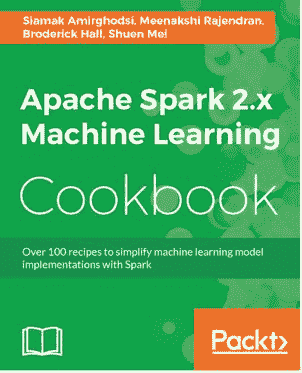 Siamak Amirghodsi, Meenakshi Rajendran,
Broderick Hall, Shuen Mei
Apache Spark 2.x
Machine Learning
Cookbook
Over 100 recipes to simplify machine learning model
implementations with Spark
Packt>